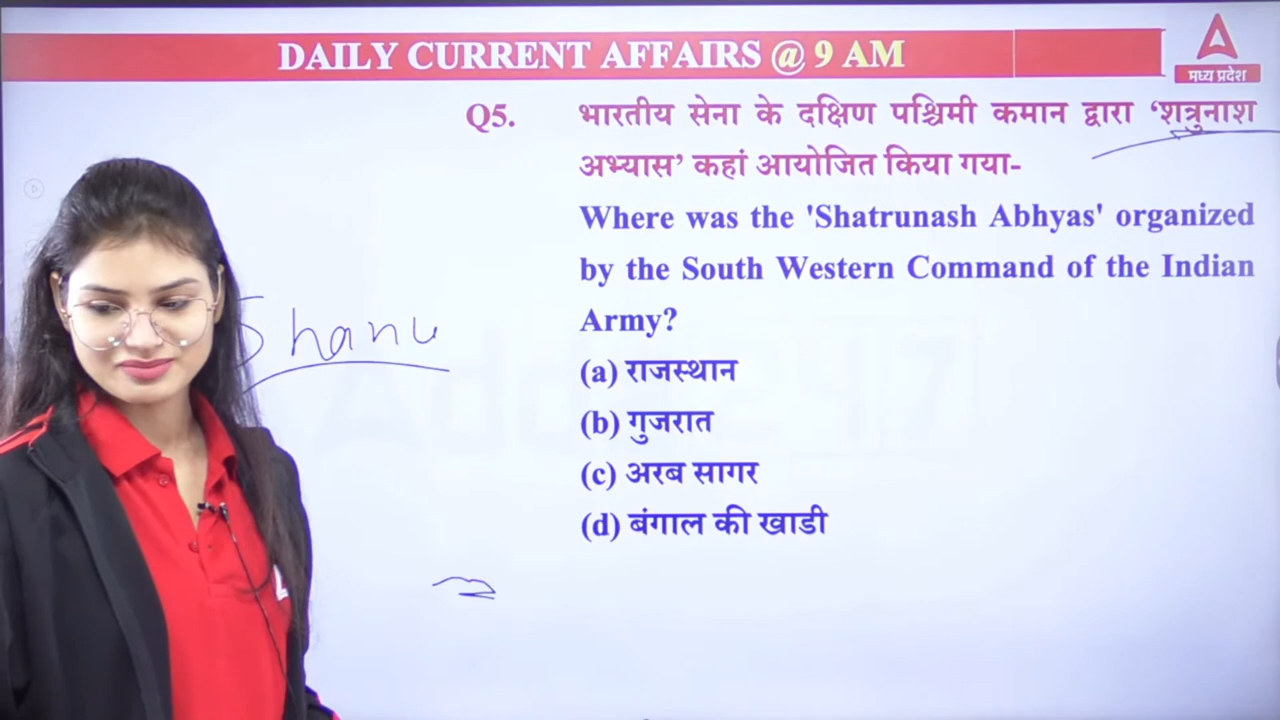 DAILY CURRENT AFFAIRS @ 9 AM
मध्य प्रदेश
Q5. भारतीय सेना के दक्षिण पश्चिमी कमान द्वारा ‘शत्रुनाश
अभ्यास’ कहां आयोजित किया गया-
Where was the 'Shatrunash Abhyas' organized
by the South Western Command of the Indian
Army?
Shanu
(a) राजस्थान
(b) गुजरात
(c) अरब सागर
(d) बंगाल की खाडी